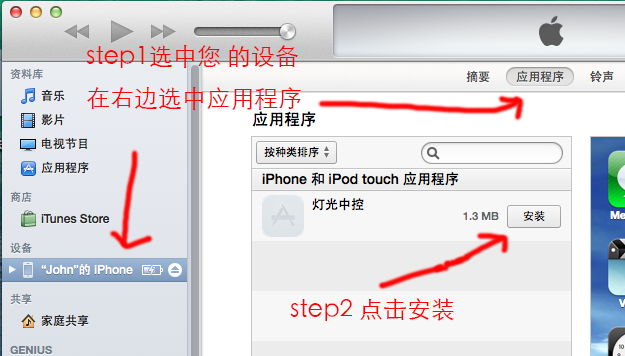 step1选中您 的设备
在右边选中应用程序
资料库
音乐
影片
电视节目
应用程序
商店
iTunes Store
设备
“John”的 iPhone
共享
家庭共享
GENIUS
摘要
应用程序
铃声
应用程序
按种类排序
iPhone 和 iPod touch 应用程序
灯光中控
1.3 MB
安装
step2 点击安装